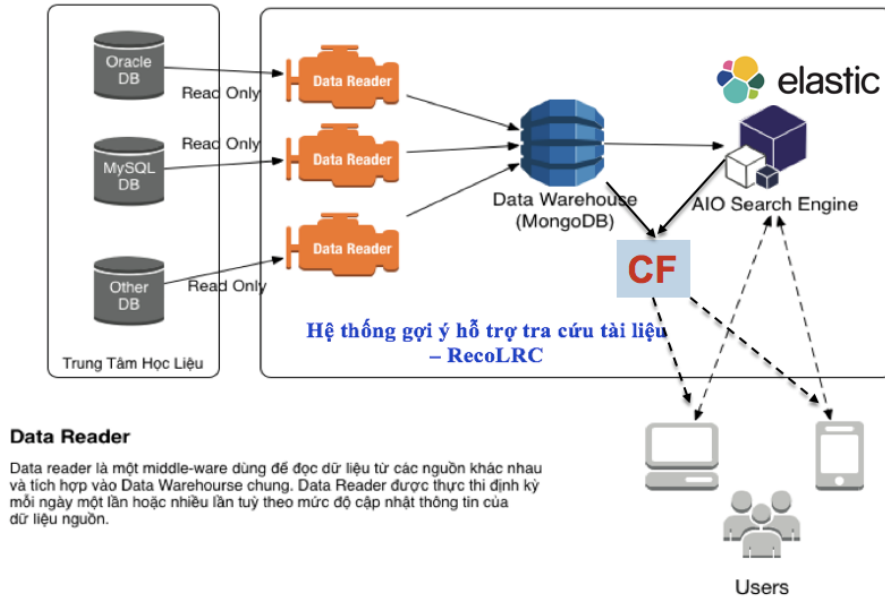 Oracle
DB
Read Only
Data Reader
elastic
MySQL
DB
Read Only
Data Reader
Data Warehouse
(MongoDB)
AIO Search Engine
Other
DB
Read Only
Data Reader
CF
Hệ thống gợi ý hỗ trợ tra cứu tài liệu
– RecoLRC
Trung Tâm Học Liệu
Data Reader
Data reader là một middle-ware dùng để đọc dữ liệu từ các nguồn khác nhau
và tích hợp vào Data Warehourse chung. Data Reader được thực thi định kỳ
mỗi ngày một lần hoặc nhiều lần tuỳ theo mức độ cập nhật thông tin của
dữ liệu nguồn.
Users